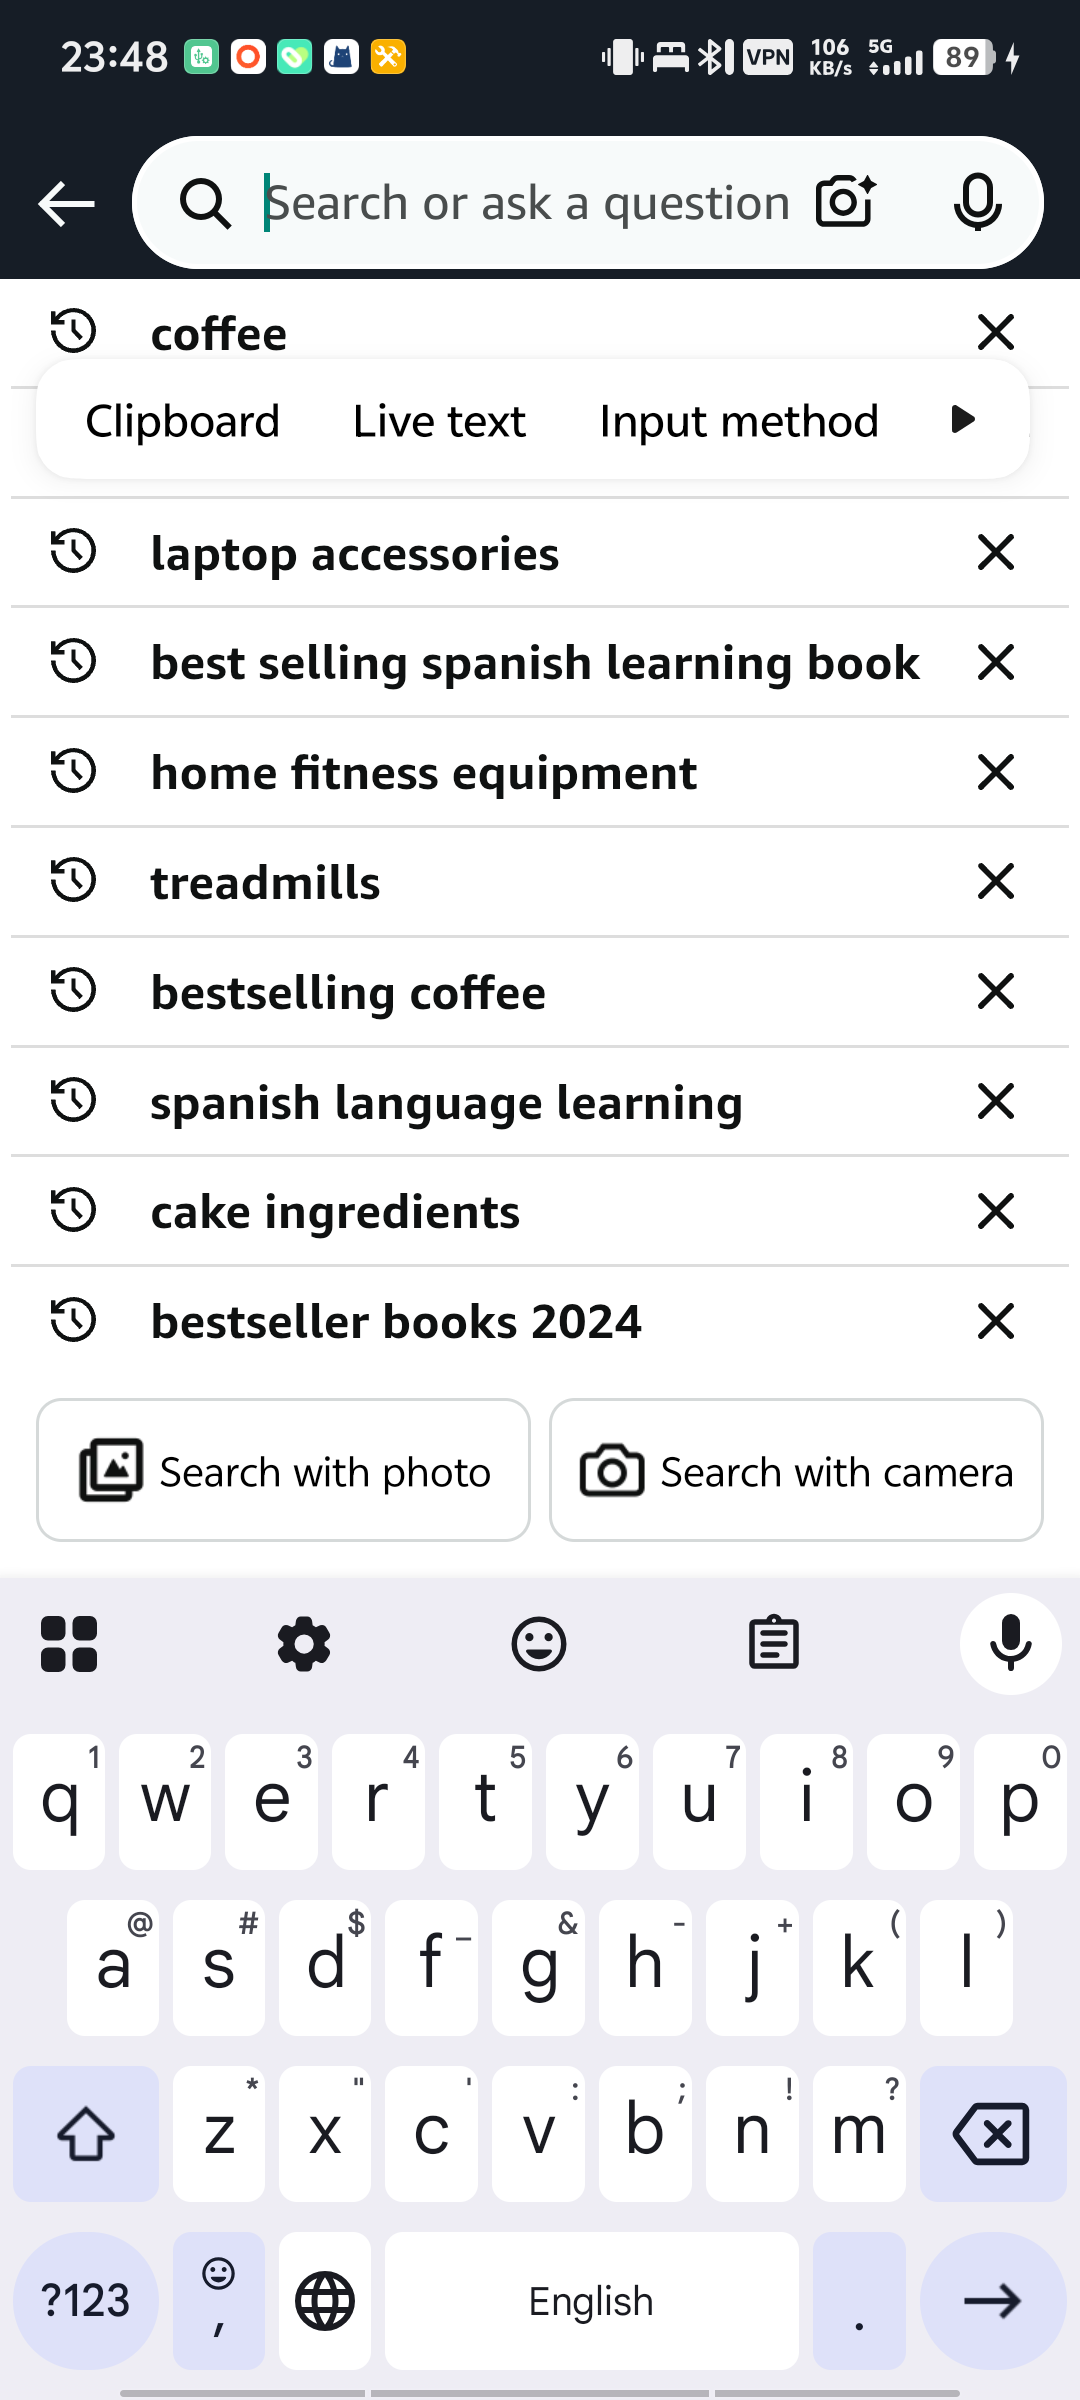 23:48
VPN
106 KB/s
5G
89
Search or ask a question
coffee
Clipboard Live text Input method
laptop accessories
best selling spanish learning book
home fitness equipment
treadmills
bestselling coffee
spanish language learning
cake ingredients
bestseller books 2024
Search with photo Search with camera
1 2 3 4 5 6 7 8 9 0
q w e r t y u i o p
@ # $ _ & - + ( )
a s d f g h j k l
* " ' : ; ! ?
z x c v b n m
?123 , English .